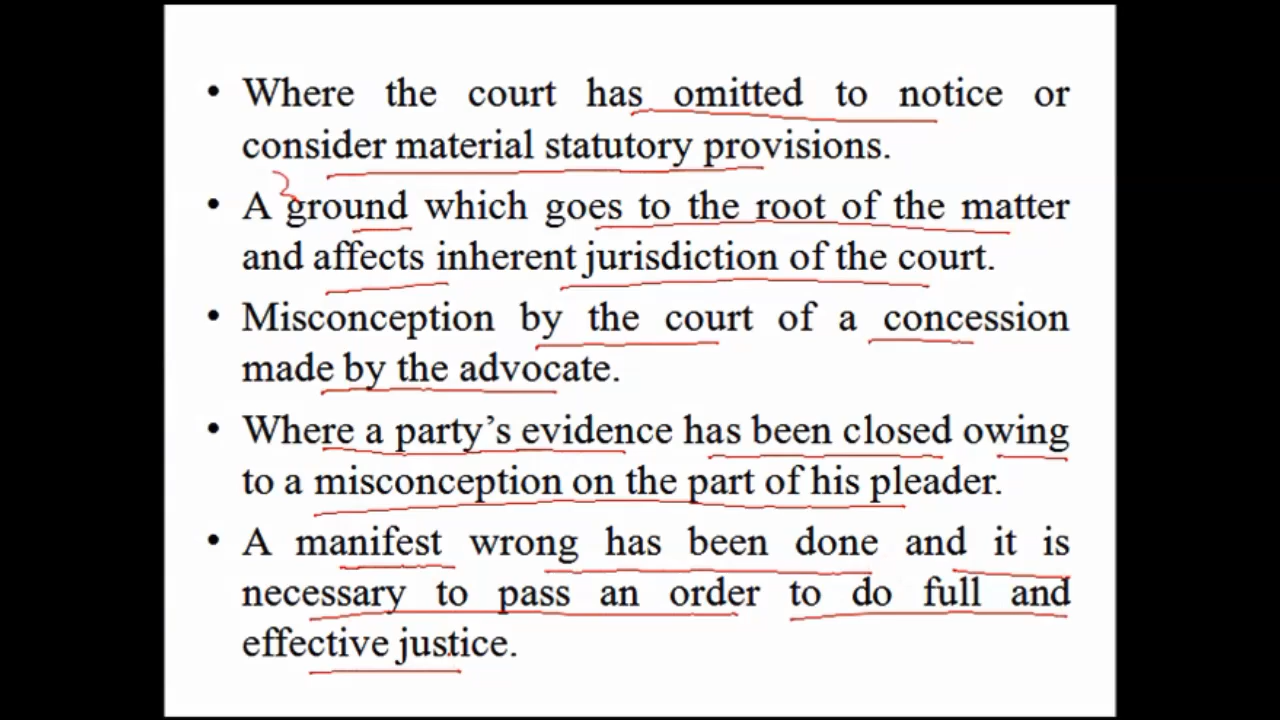 • Where the court has omitted to notice or
consider material statutory provisions.
• A ground which goes to the root of the matter
and affects inherent jurisdiction of the court.
• Misconception by the court of a concession
made by the advocate.
• Where a party’s evidence has been closed owing
to a misconception on the part of his pleader.
• A manifest wrong has been done and it is
necessary to pass an order to do full and
effective justice.